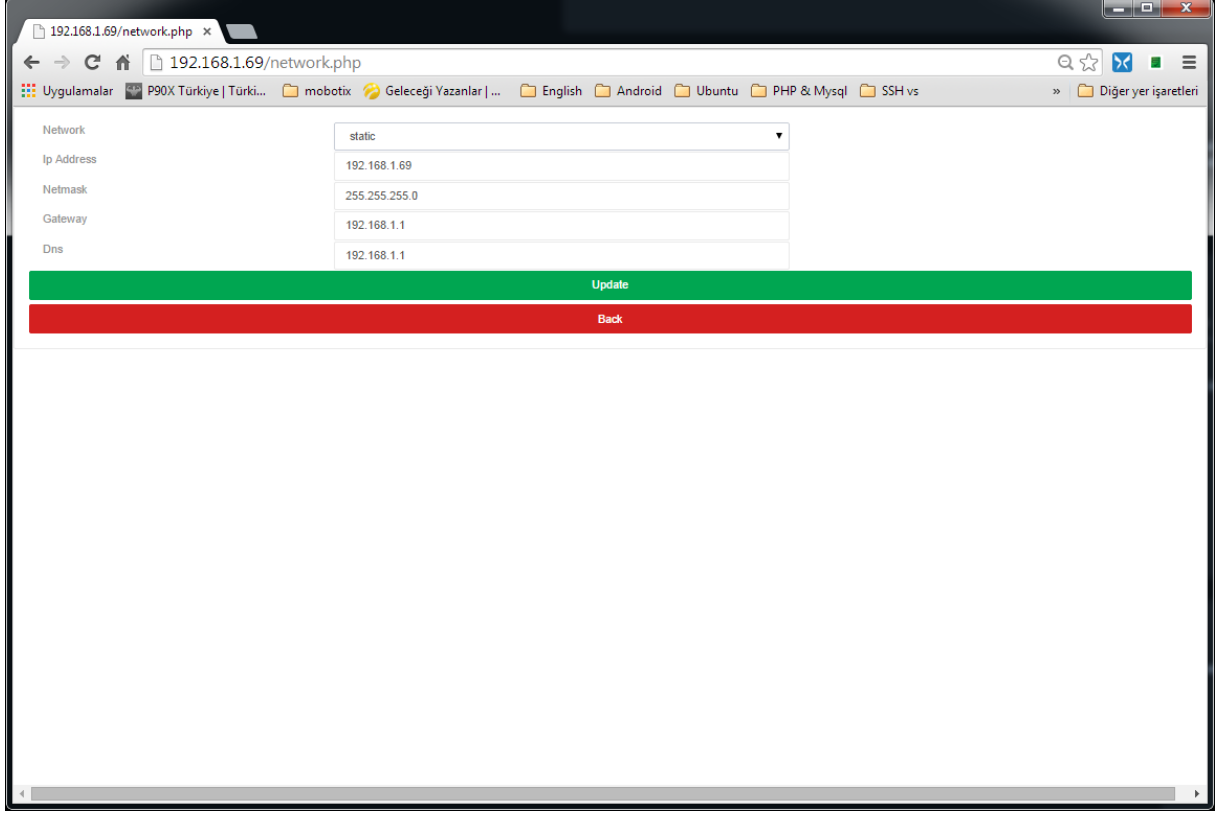 192.168.1.69/network.php
192.168.1.69/network.php
Uygulamalar P90X Türkiye | Türki... mobotix Geleceği Yazanlar | ... English Android Ubuntu PHP & Mysql SSH vs » Diğer yer işaretleri
Network static
Ip Address 192.168.1.69
Netmask 255.255.255.0
Gateway 192.168.1.1
Dns 192.168.1.1
Update
Back